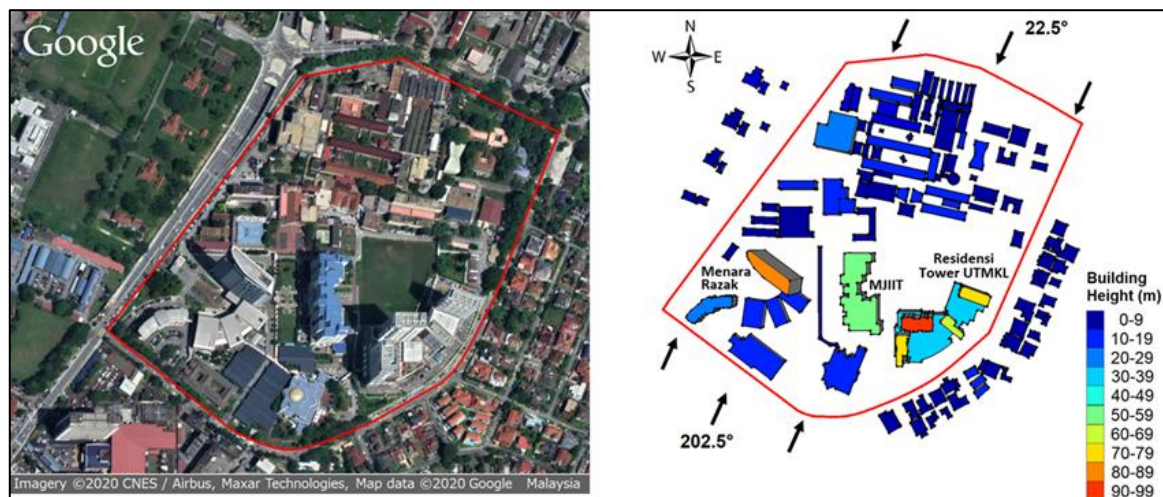 Google
Imagery ©2020 CNES / Airbus, Maxar Technologies, Map data ©2020 Google Malaysia
N
W E
S
22.5°
Menara
Razak
MJIIT
Residensi
Tower UTMKL
202.5°
Building
Height (m)
0-9
10-19
20-29
30-39
40-49
50-59
60-69
70-79
80-89
90-99